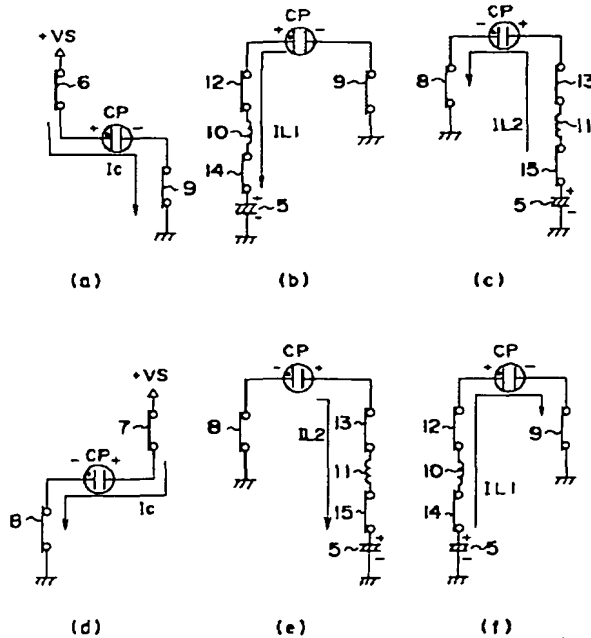 +VS
6
CP
+ -
Ic
9
(a)
CP
+ -
12
9
10
IL1
14
+
5
-
(b)
CP
- +
8
13
11
IL2
15
+
5
-
(c)
+VS
7
CP
- +
8
Ic
(d)
CP
- +
8
IL2
13
11
15
+
5
-
(e)
CP
+ -
12
9
10
IL1
14
+
5
-
(f)